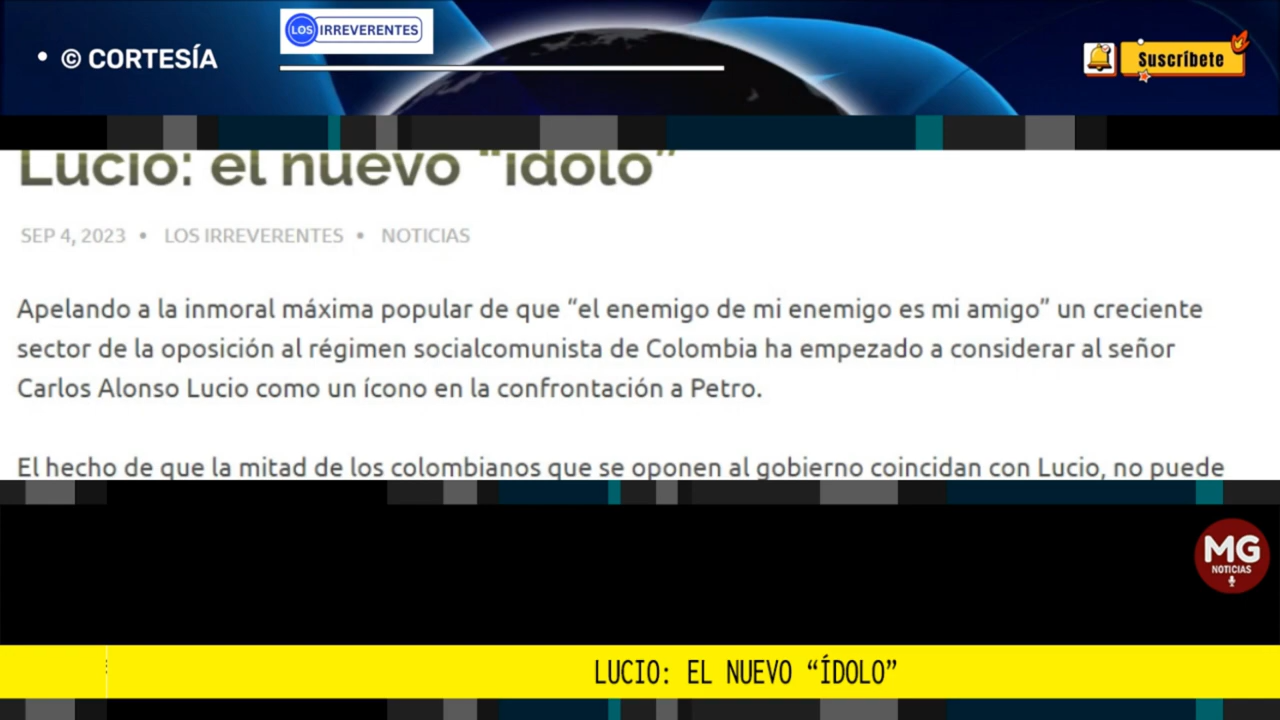 • © CORTESÍA
LOS IRREVERENTES
Suscríbete
Lucio: el nuevo “ídolo”
SEP 4, 2023 • LOS IRREVERENTES • NOTICIAS
Apelando a la inmoral máxima popular de que “el enemigo de mi enemigo es mi amigo” un creciente
sector de la oposición al régimen socialcomunista de Colombia ha empezado a considerar al señor
Carlos Alonso Lucio como un ícono en la confrontación a Petro.
El hecho de que la mitad de los colombianos que se oponen al gobierno coincidan con Lucio, no puede
MG
NOTICIAS
LUCIO: EL NUEVO “ÍDOLO”